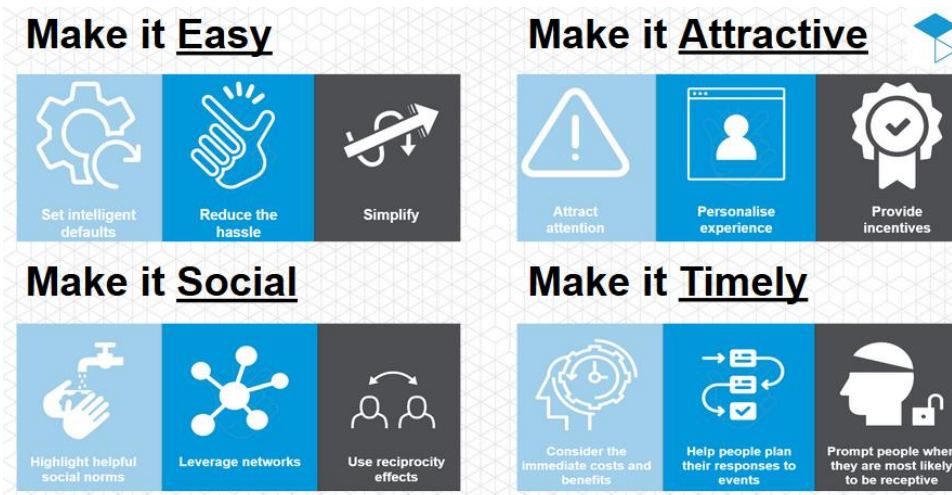 Make it Easy
Set intelligent
defaults
Reduce the
hassle
Simplify
Make it Attractive
Attract
attention
Personalise
experience
Provide
incentives
Make it Social
Highlight helpful
social norms
Leverage networks
Use reciprocity
effects
Make it Timely
Consider the
immediate costs and
benefits
Help people plan
their responses to
events
Prompt people when
they are most likely
to be receptive